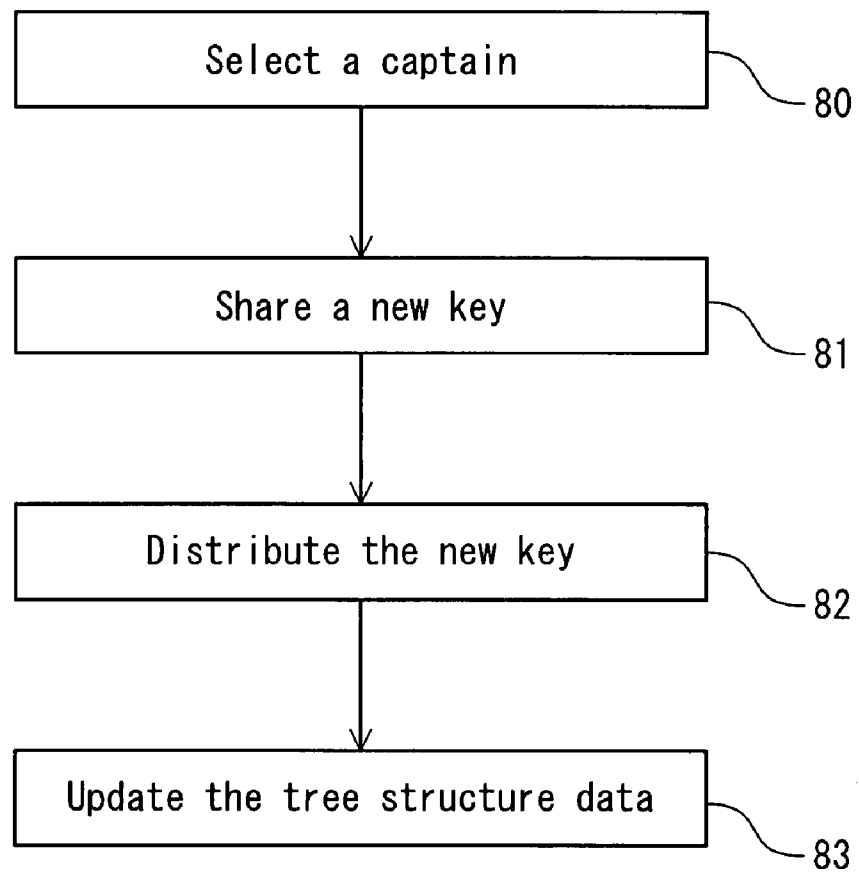 Select a captain
80
Share a new key
81
Distribute the new key
82
Update the tree structure data
83